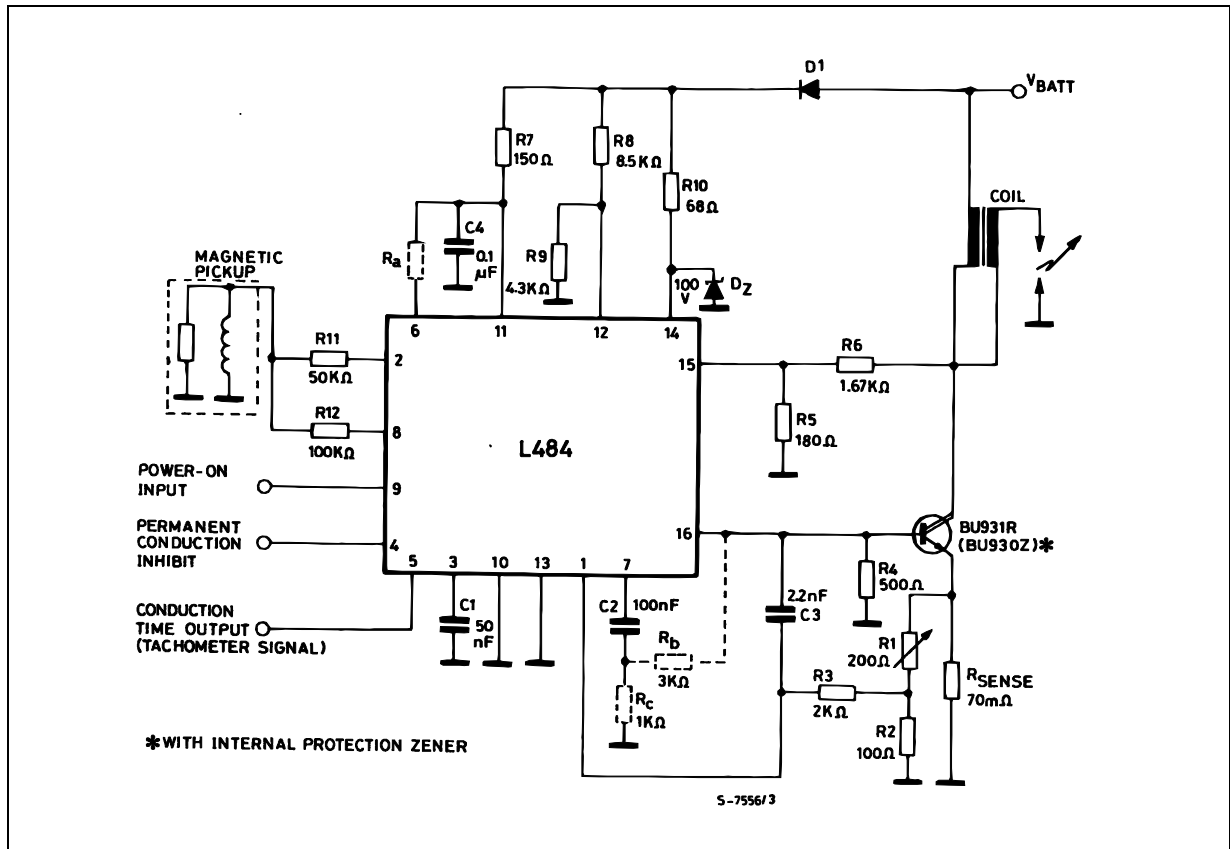 D1
VBATT
R7
150Ω
R8
8.5KΩ
R10
68Ω
COIL
C4
0.1
μF
Ra
R9
4.3KΩ
100
V
DZ
MAGNETIC
PICKUP
6
11
12
14
R11
50KΩ
2
15
R6
1.67KΩ
R12
100KΩ
8
R5
180Ω
L484
POWER-ON
INPUT
9
PERMANENT
CONDUCTION
INHIBIT
4
16
BU931R
(BU930Z)*
5
3
10
13
1
7
R4
500Ω
CONDUCTION
TIME OUTPUT
(TACHOMETER SIGNAL)
C1
50
nF
C2
100nF
2.2nF
C3
Rb
3KΩ
R1
200Ω
R3
2KΩ
RSENSE
70mΩ
Rc
1KΩ
R2
100Ω
*WITH INTERNAL PROTECTION ZENER
S-7556/3